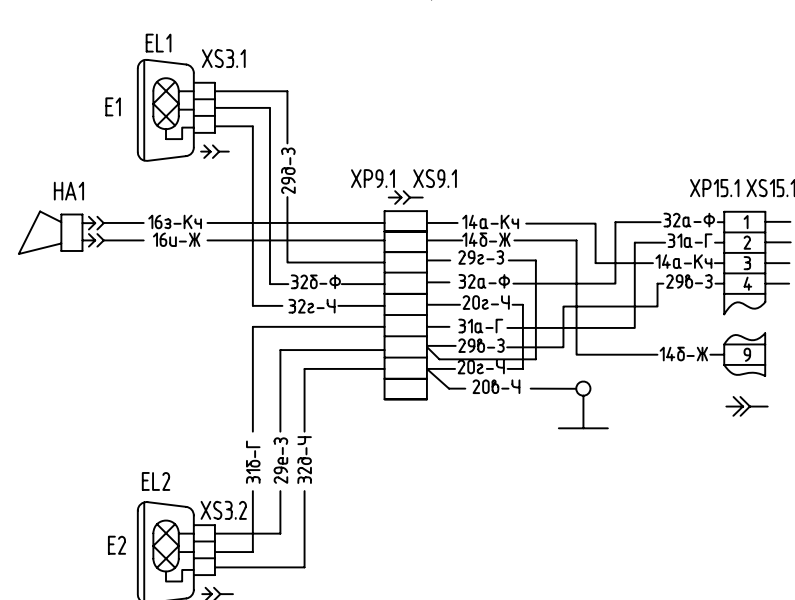 EL1
XS3.1
E1
29д-З
HA1
XP9.1 XS9.1
XP15.1 XS15.1
16з-Кч
14а-Кч
32а-Ф
1
16и-Ж
14б-Ж
31а-Г
2
29г-З
14а-Кч
3
32б-Ф
32а-Ф
29в-З
4
32г-Ч
20г-Ч
31а-Г
29в-З
14б-Ж
9
20г-Ч
20в-Ч
31б-Г
29е-З
32д-Ч
EL2
XS3.2
E2